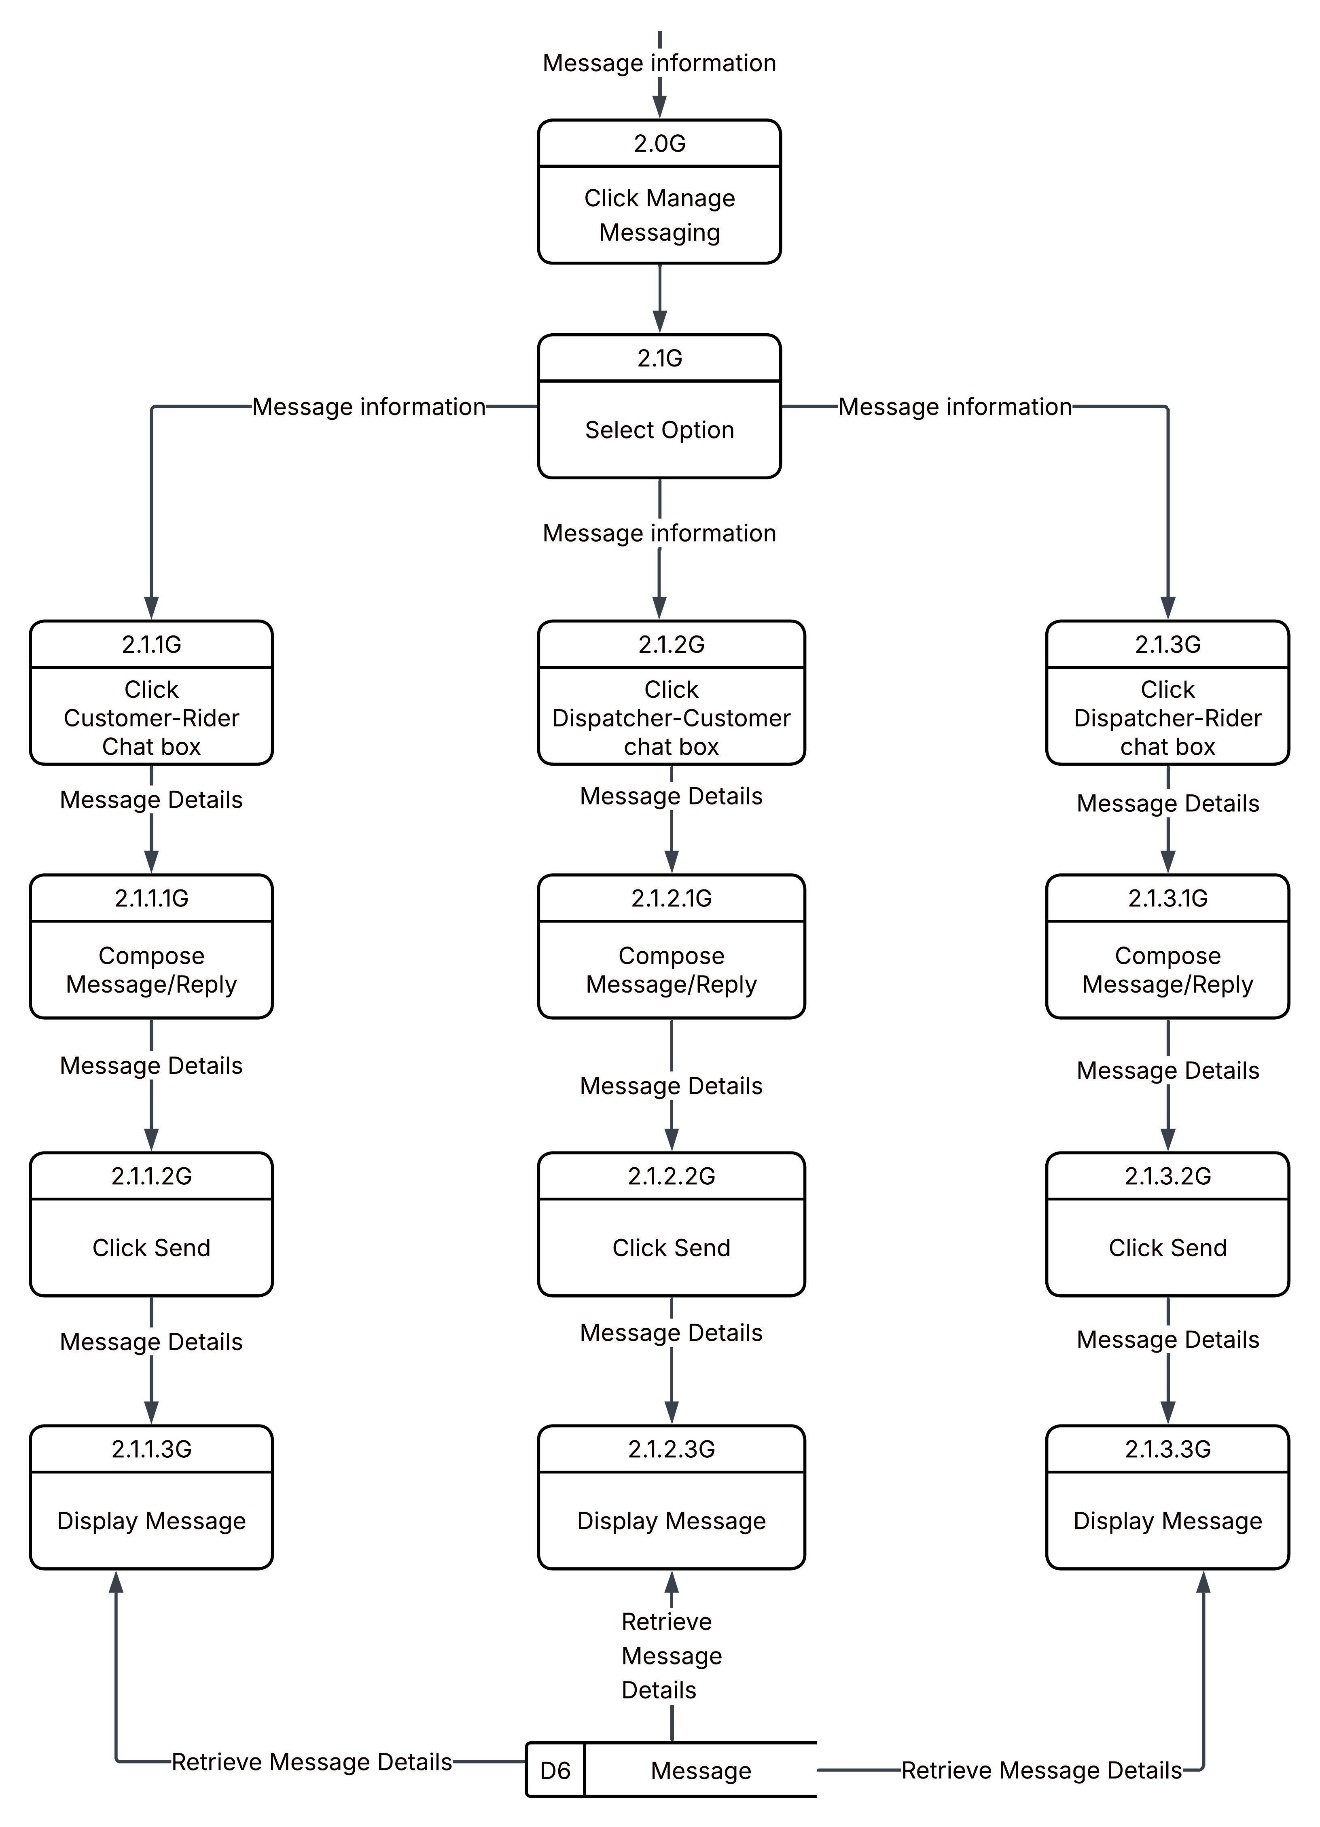 Message information
2.0G
Click Manage
Messaging
2.1G
Select Option
Message information
Message information
Message information
2.1.1G
Click
Customer-Rider
Chat box
2.1.2G
Click
Dispatcher-Customer
chat box
2.1.3G
Click
Dispatcher-Rider
chat box
Message Details
Message Details
Message Details
2.1.1.1G
Compose
Message/Reply
2.1.2.1G
Compose
Message/Reply
2.1.3.1G
Compose
Message/Reply
Message Details
Message Details
Message Details
2.1.1.2G
Click Send
2.1.2.2G
Click Send
2.1.3.2G
Click Send
Message Details
Message Details
Message Details
2.1.1.3G
Display Message
2.1.2.3G
Display Message
2.1.3.3G
Display Message
Retrieve
Message
Details
Retrieve Message Details
D6
Message
Retrieve Message Details